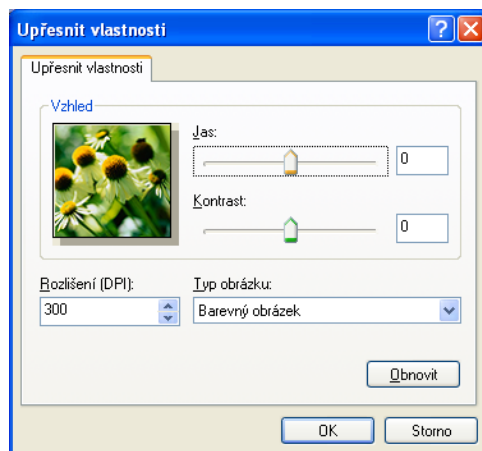 Upřesnit vlastnosti
Upřesnit vlastnosti
Vzhled
Jas:
0
Kontrast:
0
Rozlišení (DPI):
Typ obrázku:
300
Barevný obrázek
Obnovit
OK
Storno